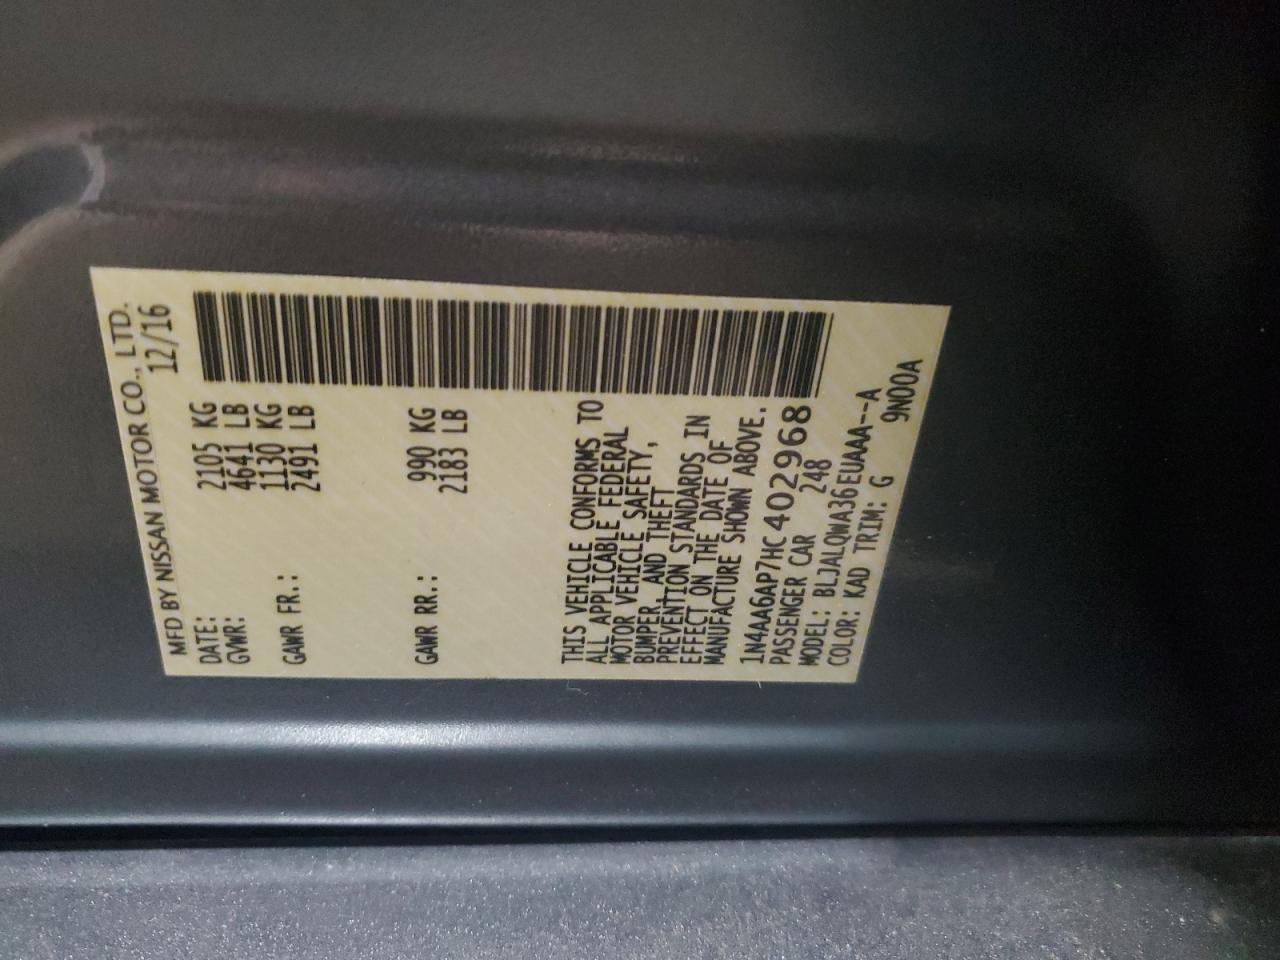 MFD BY NISSAN MOTOR CO., LTD.
DATE: 12/16
GVWR: 2105 KG
4641 LB
GAWR FR.: 1130 KG
2491 LB
GAWR RR.: 990 KG
2183 LB
THIS VEHICLE CONFORMS TO
ALL APPLICABLE FEDERAL
MOTOR VEHICLE SAFETY,
BUMPER, AND THEFT
PREVENTION STANDARDS IN
EFFECT ON THE DATE OF
MANUFACTURE SHOWN ABOVE.
1N4AA6AP7HC402968
PASSENGER CAR 248
MODEL: BLJALQWA36EUAAA--A
COLOR: KAD TRIM: G 9N00A